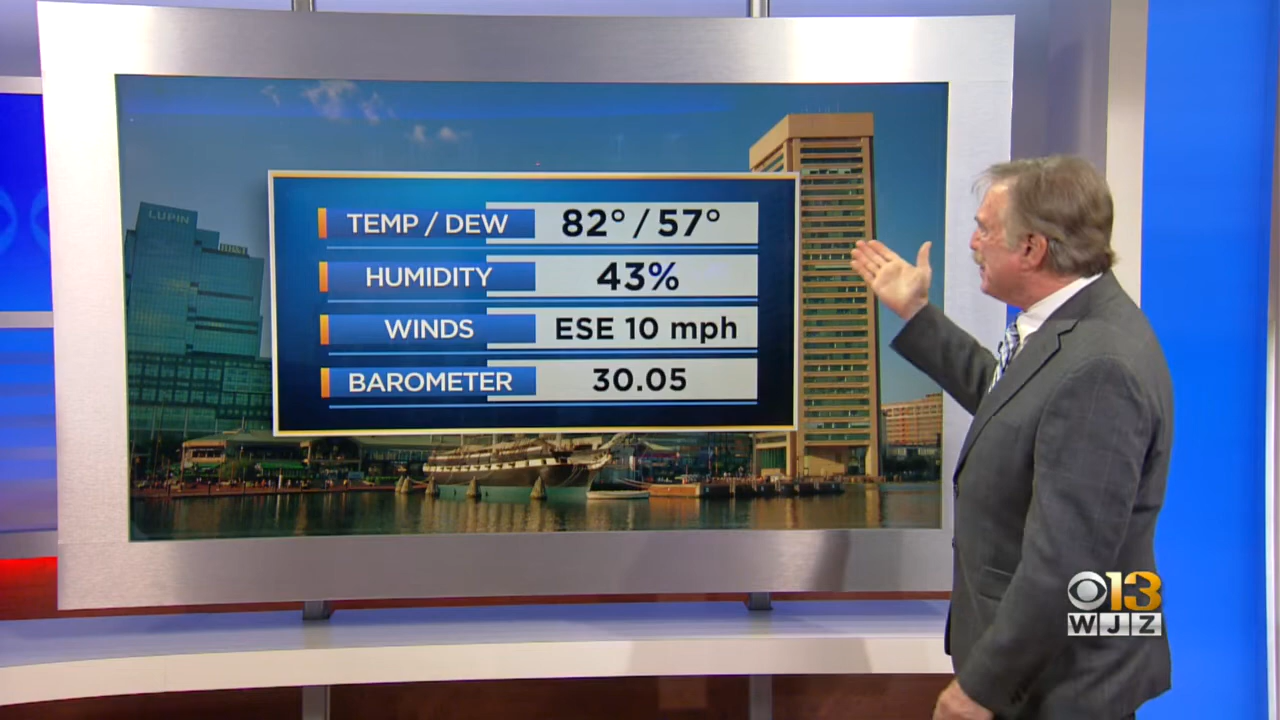 LUPIN
TEMP / DEW 82° / 57°
HUMIDITY 43%
WINDS ESE 10 mph
BAROMETER 30.05
13
WJZ